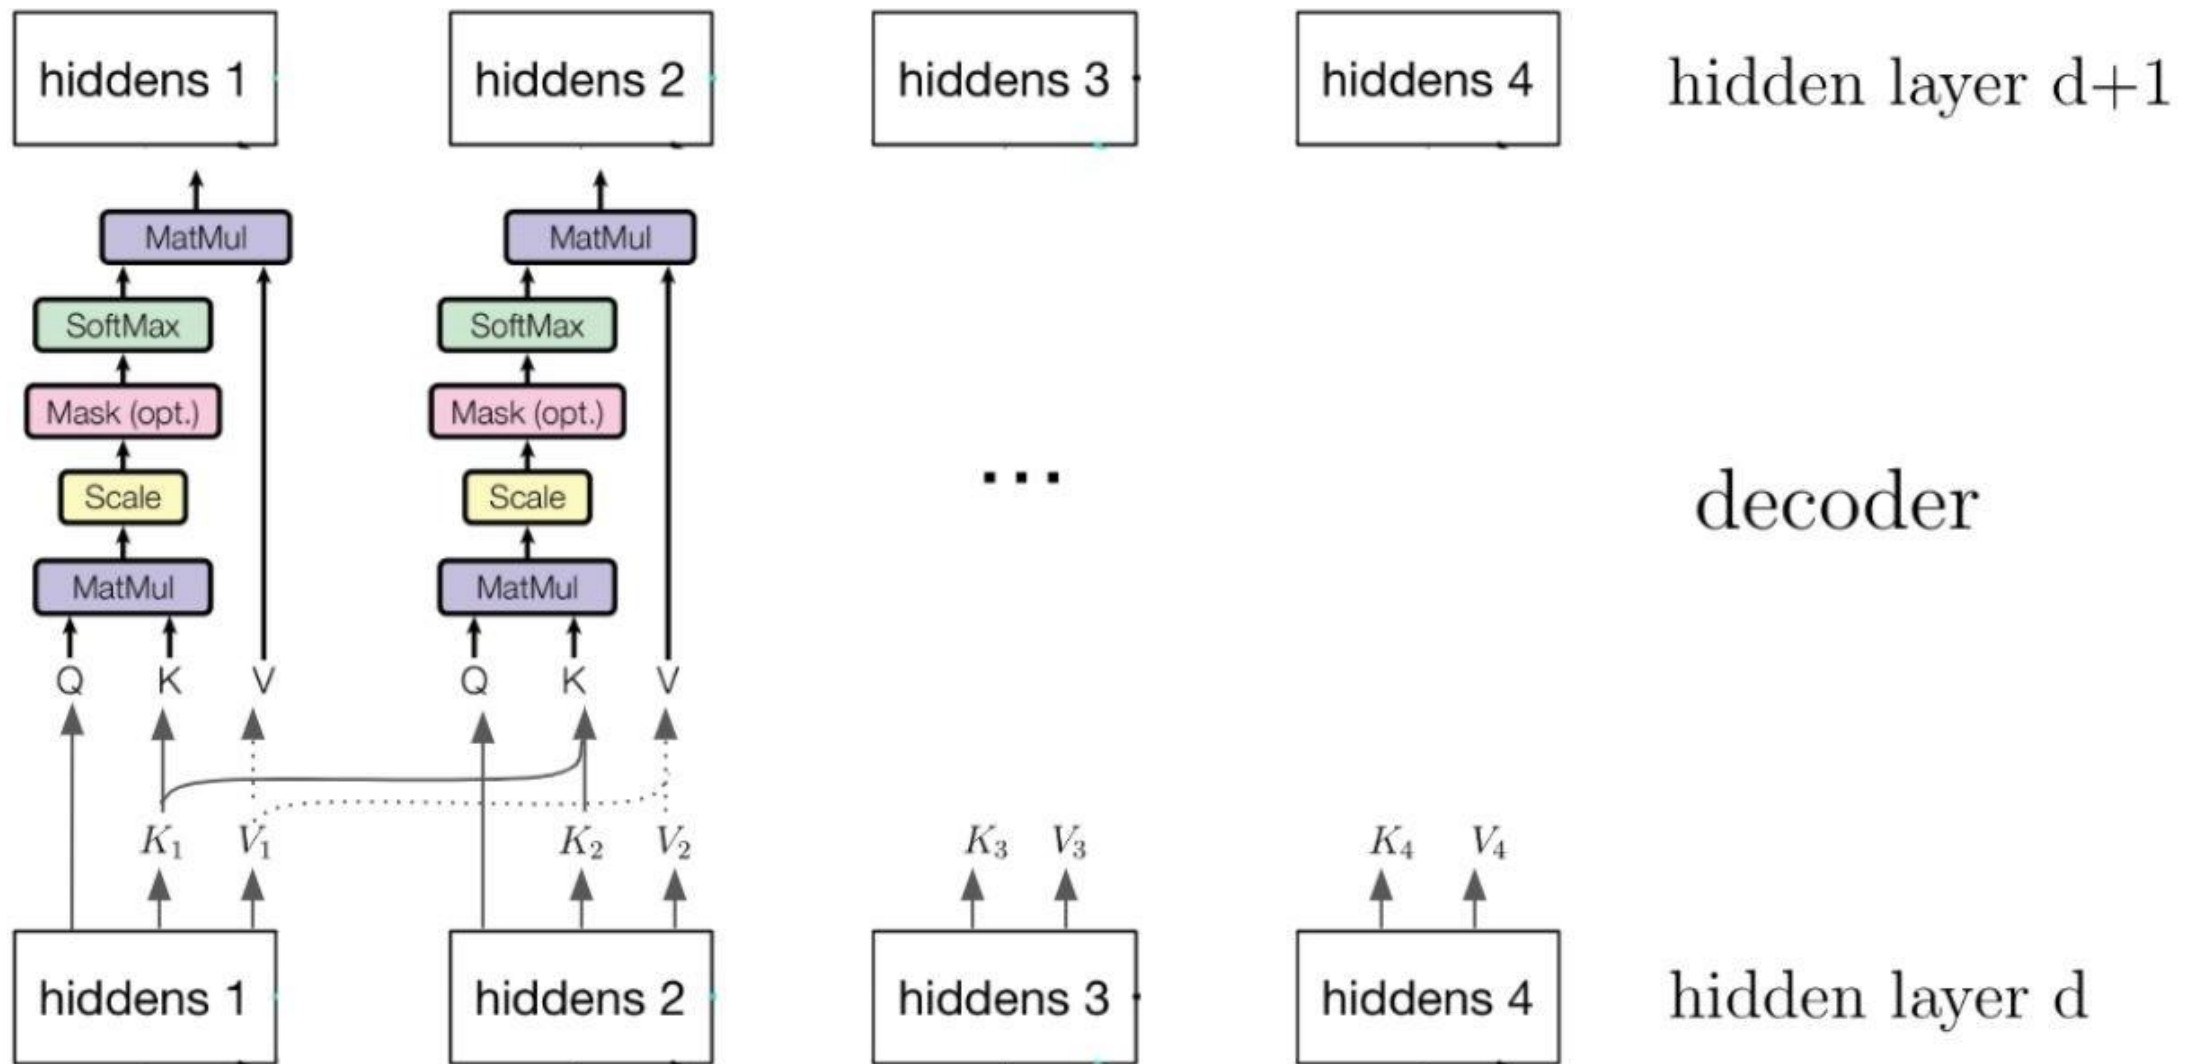 hiddens 1 hiddens 2 hiddens 3 hiddens 4 hidden layer d+1
MatMul MatMul
SoftMax SoftMax
Mask (opt.) Mask (opt.)
...
decoder
Scale Scale
MatMul MatMul
Q K V Q K V
K₁ V₁ K₂ V₂ K₃ V₃ K₄ V₄
hiddens 1 hiddens 2 hiddens 3 hiddens 4 hidden layer d